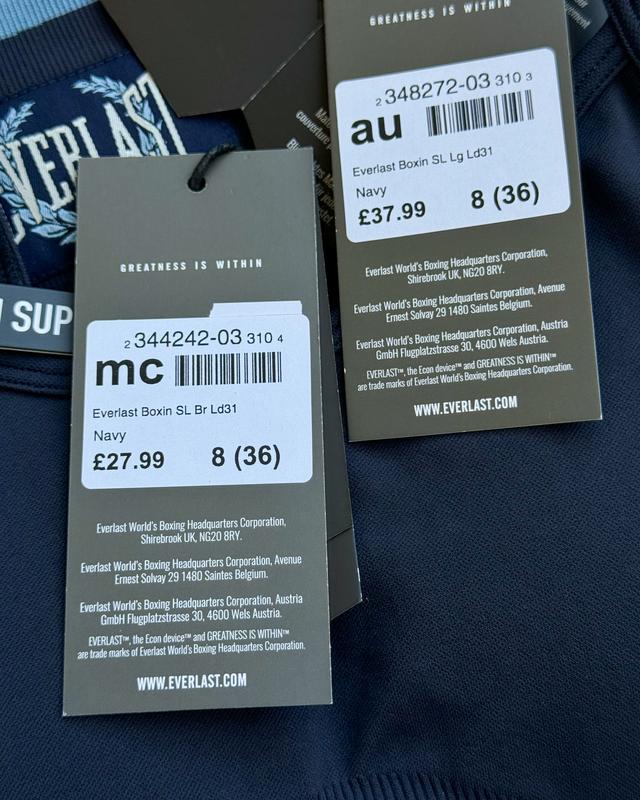 EVERLAST
SUP
GREATNESS IS WITHIN
2 344242-03 310 4
mc
Everlast Boxin SL Br Ld31
Navy
£27.99 8 (36)
Everlast World's Boxing Headquarters Corporation,
Shirebrook UK, NG20 8RY.
Everlast World's Boxing Headquarters Corporation, Avenue
Ernest Solvay 29 1480 Saintes Belgium.
Everlast World's Boxing Headquarters Corporation, Austria
GmbH Flugplatzstrasse 30, 4600 Wels Austria.
EVERLAST™, the Econ device™ and GREATNESS IS WITHIN™
are trade marks of Everlast World's Boxing Headquarters Corporation.
WWW.EVERLAST.COM
GREATNESS IS WITHIN
2 348272-03 310 3
au
Everlast Boxin SL Lg Ld31
Navy
£37.99 8 (36)
Everlast World's Boxing Headquarters Corporation,
Shirebrook UK, NG20 8RY.
Everlast World's Boxing Headquarters Corporation, Avenue
Ernest Solvay 29 1480 Saintes Belgium.
Everlast World's Boxing Headquarters Corporation, Austria
GmbH Flugplatzstrasse 30, 4600 Wels Austria.
EVERLAST™, the Econ device™ and GREATNESS IS WITHIN™
are trade marks of Everlast World's Boxing Headquarters Corporation.
WWW.EVERLAST.COM